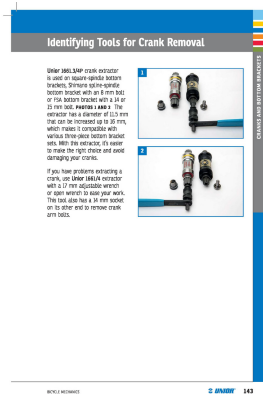 Identifying Tools for Crank Removal
Unior 1661.3/4P crank extractor
is used on square-spindle bottom
brackets, Shimano spline-spindle
bottom bracket with an 8 mm bolt
or FSA bottom bracket with a 14 or
15 mm bolt. PHOTOS 1 AND 2 The
extractor has a diameter of 11.5 mm
that can be increased up to 16 mm,
which makes it compatible with
various three-piece bottom bracket
sets. With this extractor, it's easier
to make the right choice and avoid
damaging your cranks.
If you have problems extracting a
crank, use Unior 1661/4 extractor
with a 17 mm adjustable wrench
or open wrench to ease your work.
This tool also has a 14 mm socket
on its other end to remove crank
arm bolts.
1
2
CRANKS AND BOTTOM BRACKETS
BICYCLE MECHANICS
UNIOR
143